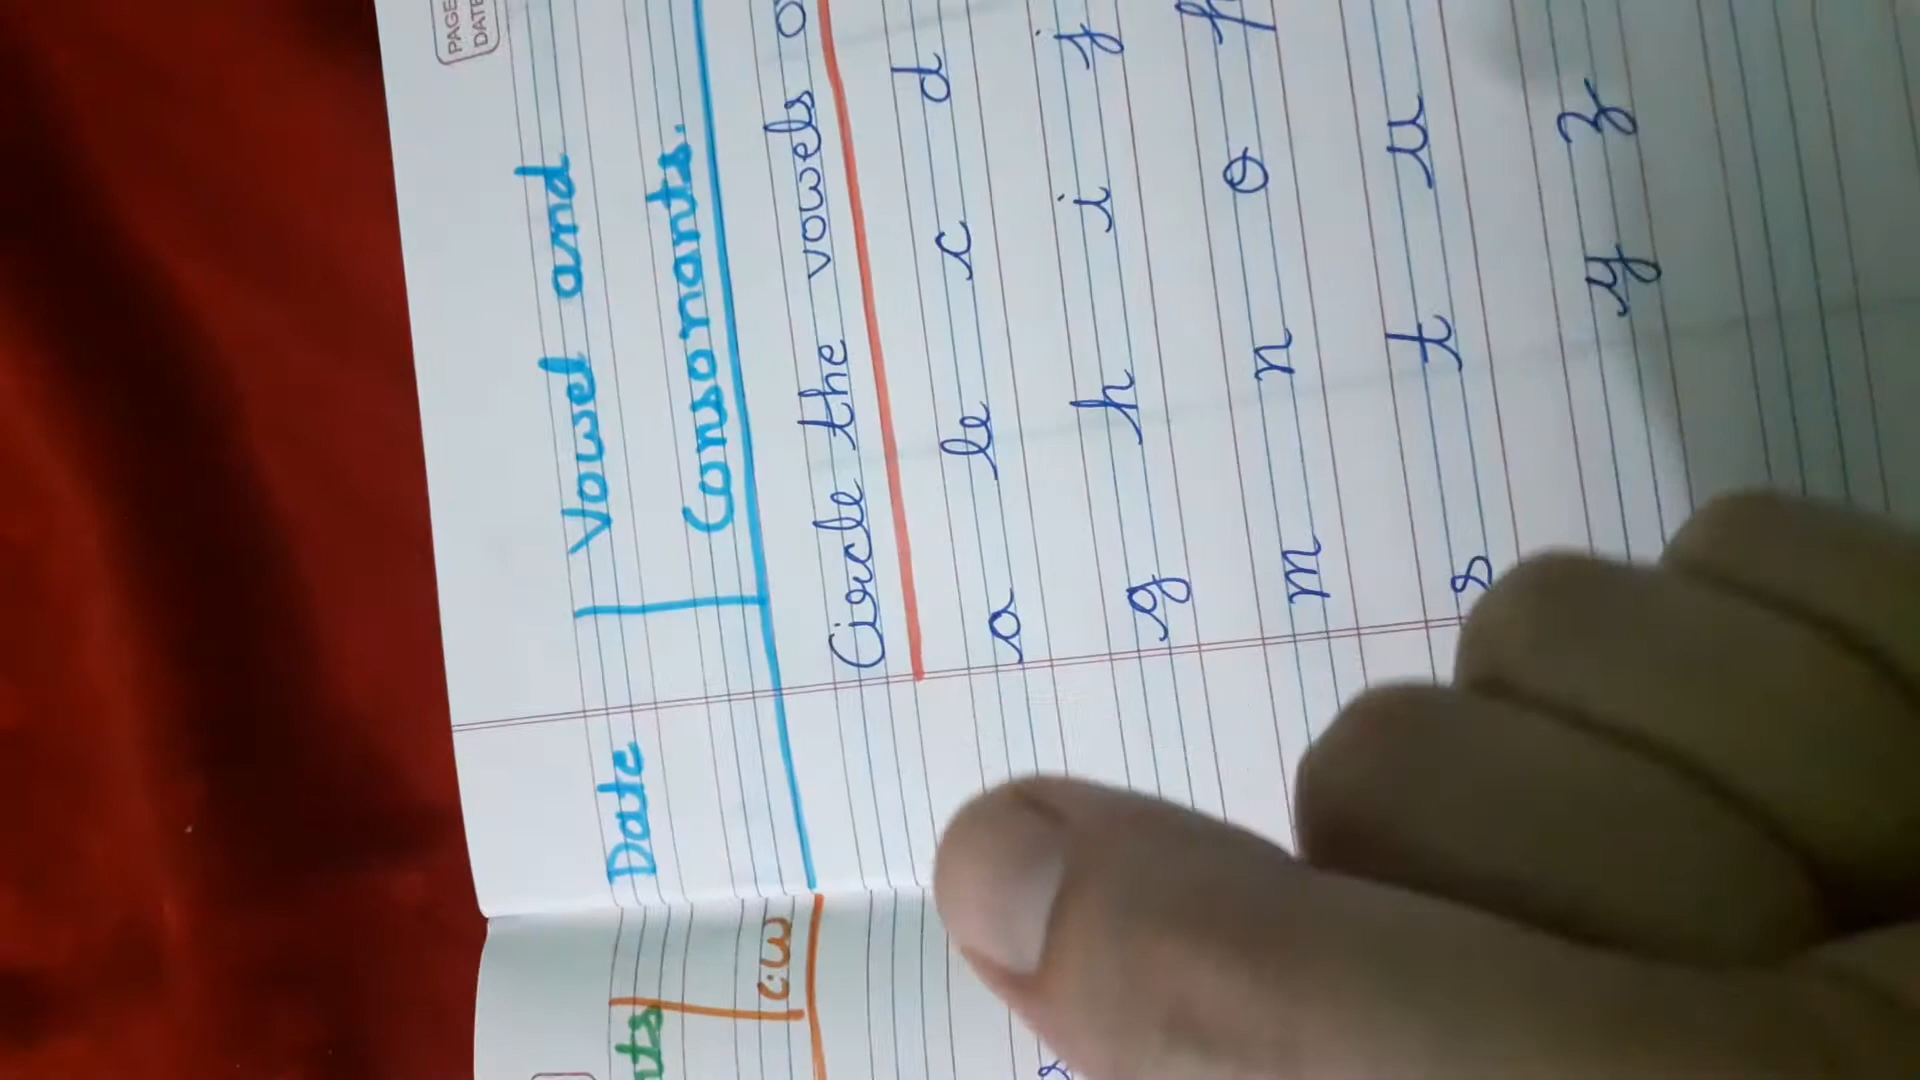 PAGE
DATE
Date Vowel and
Consonants.
Circle the vowels
a b c d
g h i j
m n o p
s t u
y z
c.w